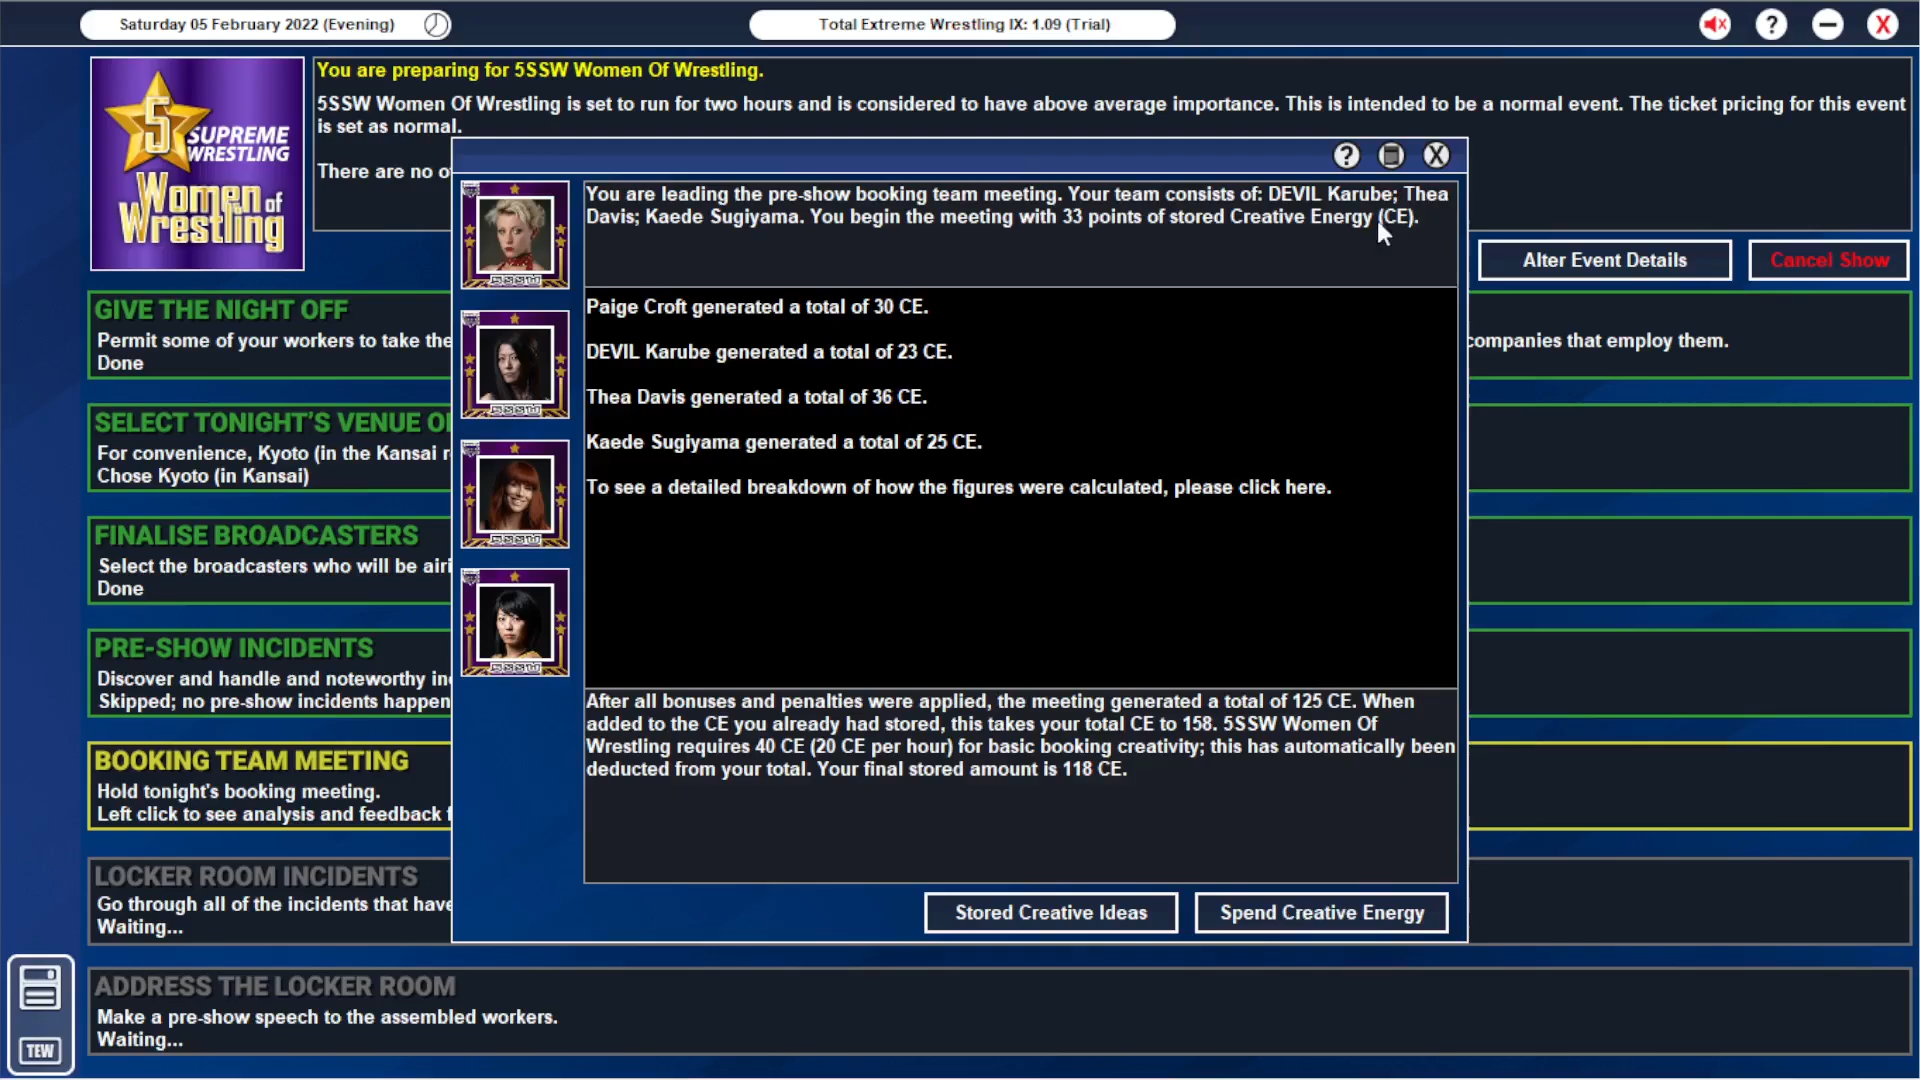 Saturday 05 February 2022 (Evening)
Total Extreme Wrestling IX: 1.09 (Trial)
5
SUPREME
WRESTLING
Women of
Wrestling
You are preparing for 5SSW Women Of Wrestling.
5SSW Women Of Wrestling is set to run for two hours and is considered to have above average importance. This is intended to be a normal event. The ticket pricing for this event
is set as normal.
There are no o
Alter Event Details
Cancel Show
You are leading the pre-show booking team meeting. Your team consists of: DEVIL Karube; Thea
Davis; Kaede Sugiyama. You begin the meeting with 33 points of stored Creative Energy (CE).
Paige Croft generated a total of 30 CE.
DEVIL Karube generated a total of 23 CE.
Thea Davis generated a total of 36 CE.
Kaede Sugiyama generated a total of 25 CE.
To see a detailed breakdown of how the figures were calculated, please click here.
After all bonuses and penalties were applied, the meeting generated a total of 125 CE. When
added to the CE you already had stored, this takes your total CE to 158. 5SSW Women Of
Wrestling requires 40 CE (20 CE per hour) for basic booking creativity; this has automatically been
deducted from your total. Your final stored amount is 118 CE.
Stored Creative Ideas
Spend Creative Energy
GIVE THE NIGHT OFF
Permit some of your workers to take the
companies that employ them.
Done
SELECT TONIGHT'S VENUE O
For convenience, Kyoto (in the Kansai r
Chose Kyoto (in Kansai)
FINALISE BROADCASTERS
Select the broadcasters who will be airi
Done
PRE-SHOW INCIDENTS
Discover and handle and noteworthy in
Skipped; no pre-show incidents happen
BOOKING TEAM MEETING
Hold tonight's booking meeting.
Left click to see analysis and feedback
LOCKER ROOM INCIDENTS
Go through all of the incidents that have
Waiting...
ADDRESS THE LOCKER ROOM
Make a pre-show speech to the assembled workers.
Waiting...
TEW